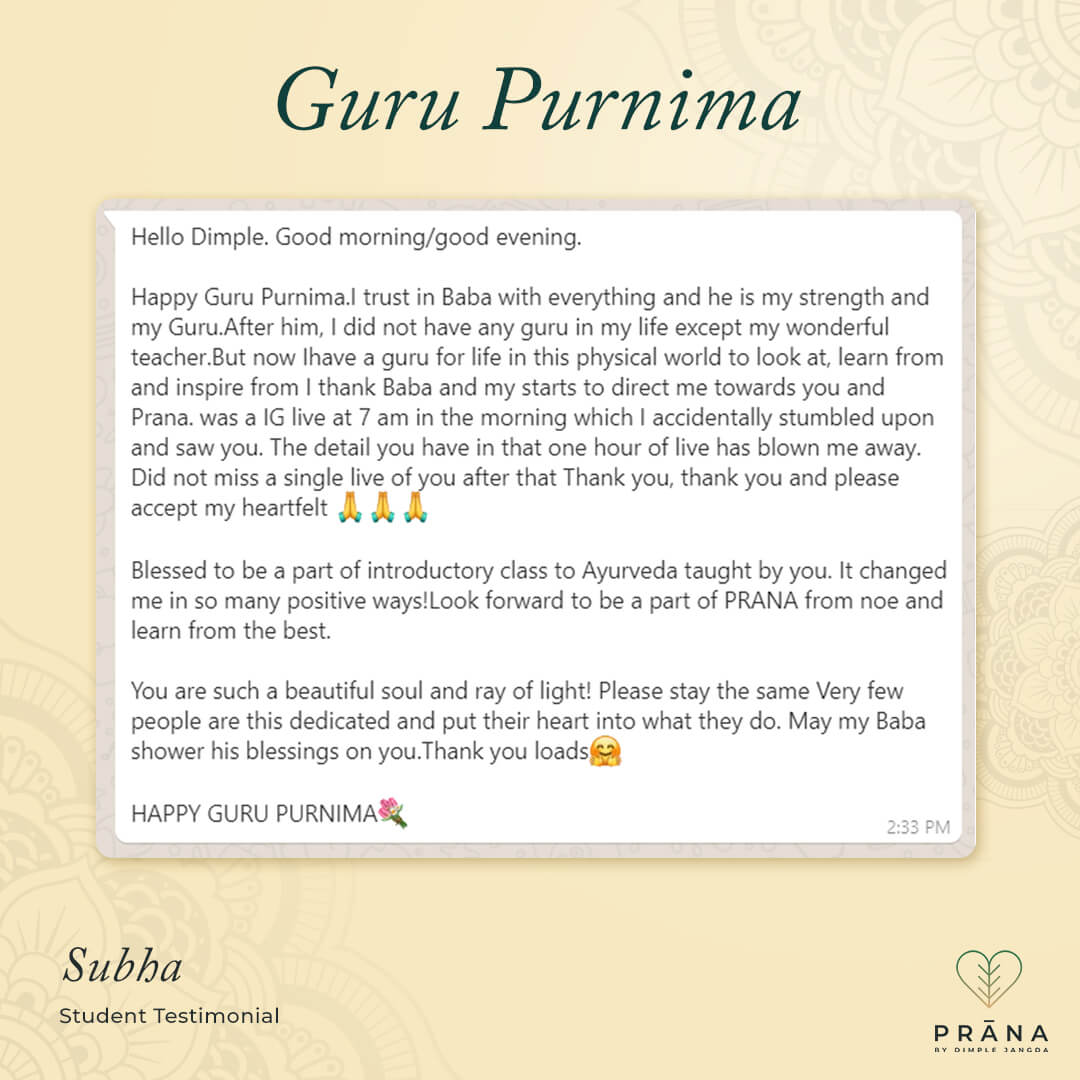 Guru Purnima
Hello Dimple. Good morning/good evening.
Happy Guru Purnima.I trust in Baba with everything and he is my strength and
my Guru.After him, I did not have any guru in my life except my wonderful
teacher.But now Ihave a guru for life in this physical world to look at, learn from
and inspire from I thank Baba and my starts to direct me towards you and
Prana. was a IG live at 7 am in the morning which I accidentally stumbled upon
and saw you. The detail you have in that one hour of live has blown me away.
Did not miss a single live of you after that Thank you, thank you and please
accept my heartfelt 🙏 🙏 🙏
Blessed to be a part of introductory class to Ayurveda taught by you. It changed
me in so many positive ways!Look forward to be a part of PRANA from noe and
learn from the best.
You are such a beautiful soul and ray of light! Please stay the same Very few
people are this dedicated and put their heart into what they do. May my Baba
shower his blessings on you.Thank you loads🤗
HAPPY GURU PURNIMA💐
2:33 PM
Subha
Student Testimonial
PRĀNA
BY DIMPLE JANGDA